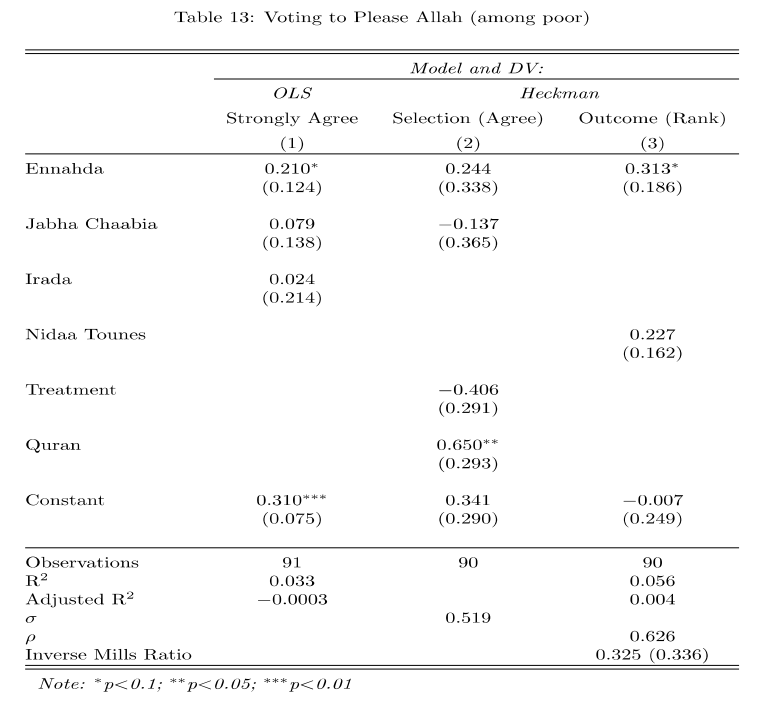 Table 13: Voting to Please Allah (among poor)
Model and DV:
OLS Heckman
Strongly Agree Selection (Agree) Outcome (Rank)
(1) (2) (3)
Ennahda 0.210* 0.244 0.313*
(0.124) (0.338) (0.186)
Jabha Chaabia 0.079 −0.137
(0.138) (0.365)
Irada 0.024
(0.214)
Nidaa Tounes 0.227
(0.162)
Treatment −0.406
(0.291)
Quran 0.650**
(0.293)
Constant 0.310*** 0.341 −0.007
(0.075) (0.290) (0.249)
Observations 91 90 90
R² 0.033 0.056
Adjusted R² −0.0003 0.004
σ 0.519
ρ 0.626
Inverse Mills Ratio 0.325 (0.336)
Note: *p<0.1; **p<0.05; ***p<0.01